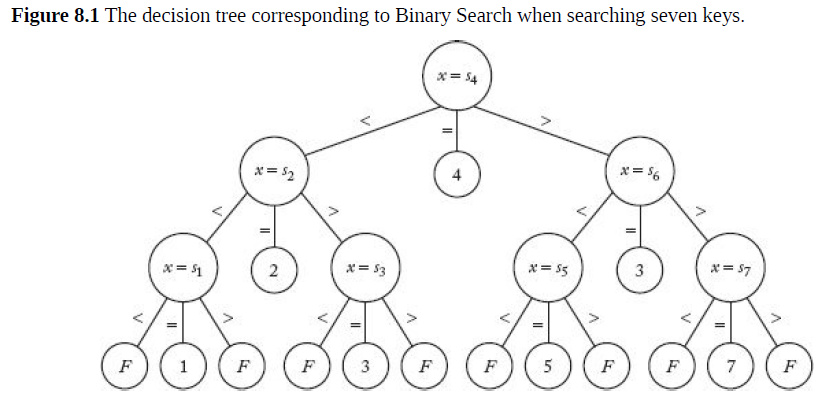 Figure 8.1 The decision tree corresponding to Binary Search when searching seven keys.
x = s4
< = >
x = s2
4
x = s6
< = > < = >
x = s1
2
x = s3
x = s5
3
x = s7
< = > < = > < = > < = >
F 1 F F 3 F F 5 F F 7 F